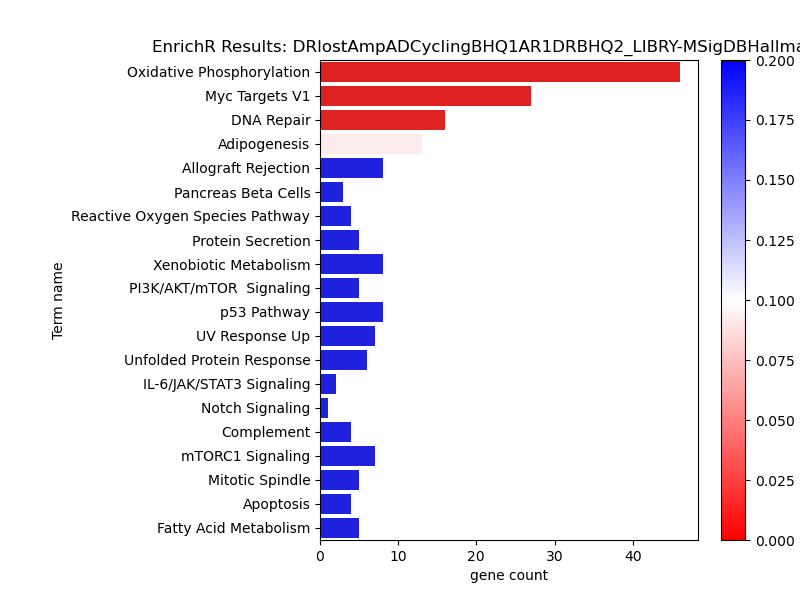 EnrichR Results: DRlostAmpADCyclingBHQ1AR1DRBHQ2_LIBRY-MSigDBHallma
Oxidative Phosphorylation
Myc Targets V1
DNA Repair
Adipogenesis
Allograft Rejection
Pancreas Beta Cells
Reactive Oxygen Species Pathway
Protein Secretion
Xenobiotic Metabolism
PI3K/AKT/mTOR  Signaling
p53 Pathway
UV Response Up
Unfolded Protein Response
IL-6/JAK/STAT3 Signaling
Notch Signaling
Complement
mTORC1 Signaling
Mitotic Spindle
Apoptosis
Fatty Acid Metabolism
Term name
0 10 20 30 40
gene count
0.200
0.175
0.150
0.125
0.100
0.075
0.050
0.025
0.000